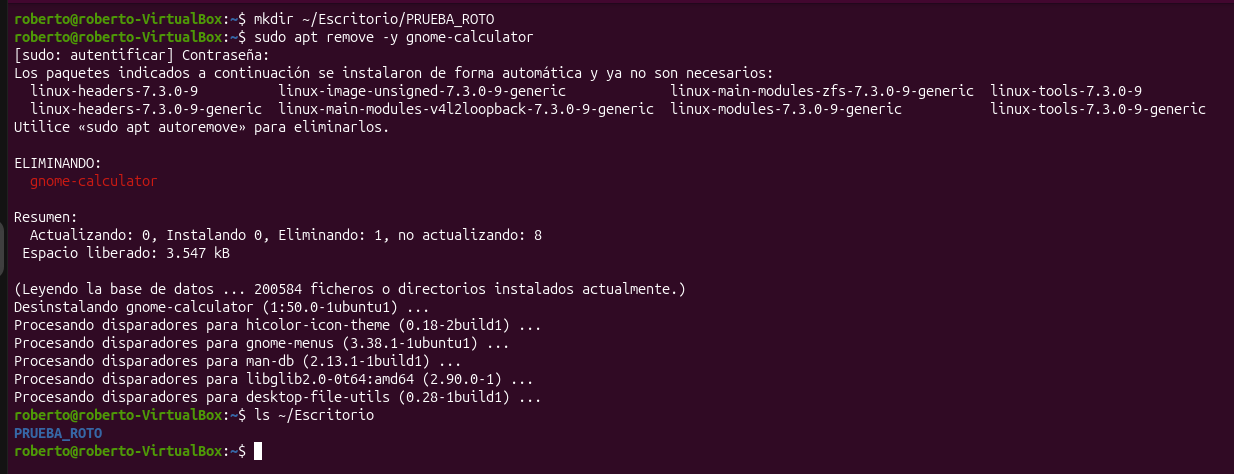 roberto@roberto-VirtualBox:~$ mkdir ~/Escritorio/PRUEBA_ROTO
roberto@roberto-VirtualBox:~$ sudo apt remove -y gnome-calculator
[sudo: autentificar] Contraseña:
Los paquetes indicados a continuación se instalaron de forma automática y ya no son necesarios:
  linux-headers-7.3.0-9          linux-image-unsigned-7.3.0-9-generic             linux-main-modules-zfs-7.3.0-9-generic  linux-tools-7.3.0-9
  linux-headers-7.3.0-9-generic  linux-main-modules-v4l2loopback-7.3.0-9-generic  linux-modules-7.3.0-9-generic           linux-tools-7.3.0-9-generic
Utilice «sudo apt autoremove» para eliminarlos.

ELIMINANDO:
  gnome-calculator

Resumen:
  Actualizando: 0, Instalando 0, Eliminando: 1, no actualizando: 8
 Espacio liberado: 3.547 kB

(Leyendo la base de datos ... 200584 ficheros o directorios instalados actualmente.)
Desinstalando gnome-calculator (1:50.0-1ubuntu1) ...
Procesando disparadores para hicolor-icon-theme (0.18-2build1) ...
Procesando disparadores para gnome-menus (3.38.1-1ubuntu1) ...
Procesando disparadores para man-db (2.13.1-1build1) ...
Procesando disparadores para libglib2.0-0t64:amd64 (2.90.0-1) ...
Procesando disparadores para desktop-file-utils (0.28-1build1) ...
roberto@roberto-VirtualBox:~$ ls ~/Escritorio
PRUEBA_ROTO
roberto@roberto-VirtualBox:~$